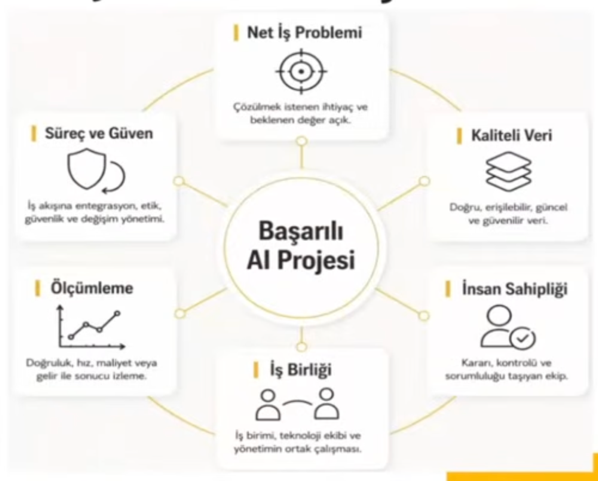 Net İş Problemi
Çözülmek istenen ihtiyaç ve
beklenen değer açık.
Kaliteli Veri
Doğru, erişilebilir, güncel
ve güvenilir veri.
İnsan Sahipliği
Kararı, kontrolü ve
sorumluluğu taşıyan ekip.
İş Birliği
İş birimi, teknoloji ekibi ve
yönetimin ortak çalışması.
Ölçümleme
Doğruluk, hız, maliyet veya
gelir ile sonucu izleme.
Süreç ve Güven
İş akışına entegrasyon, etik,
güvenlik ve değişim yönetimi.
Başarılı
AI Projesi